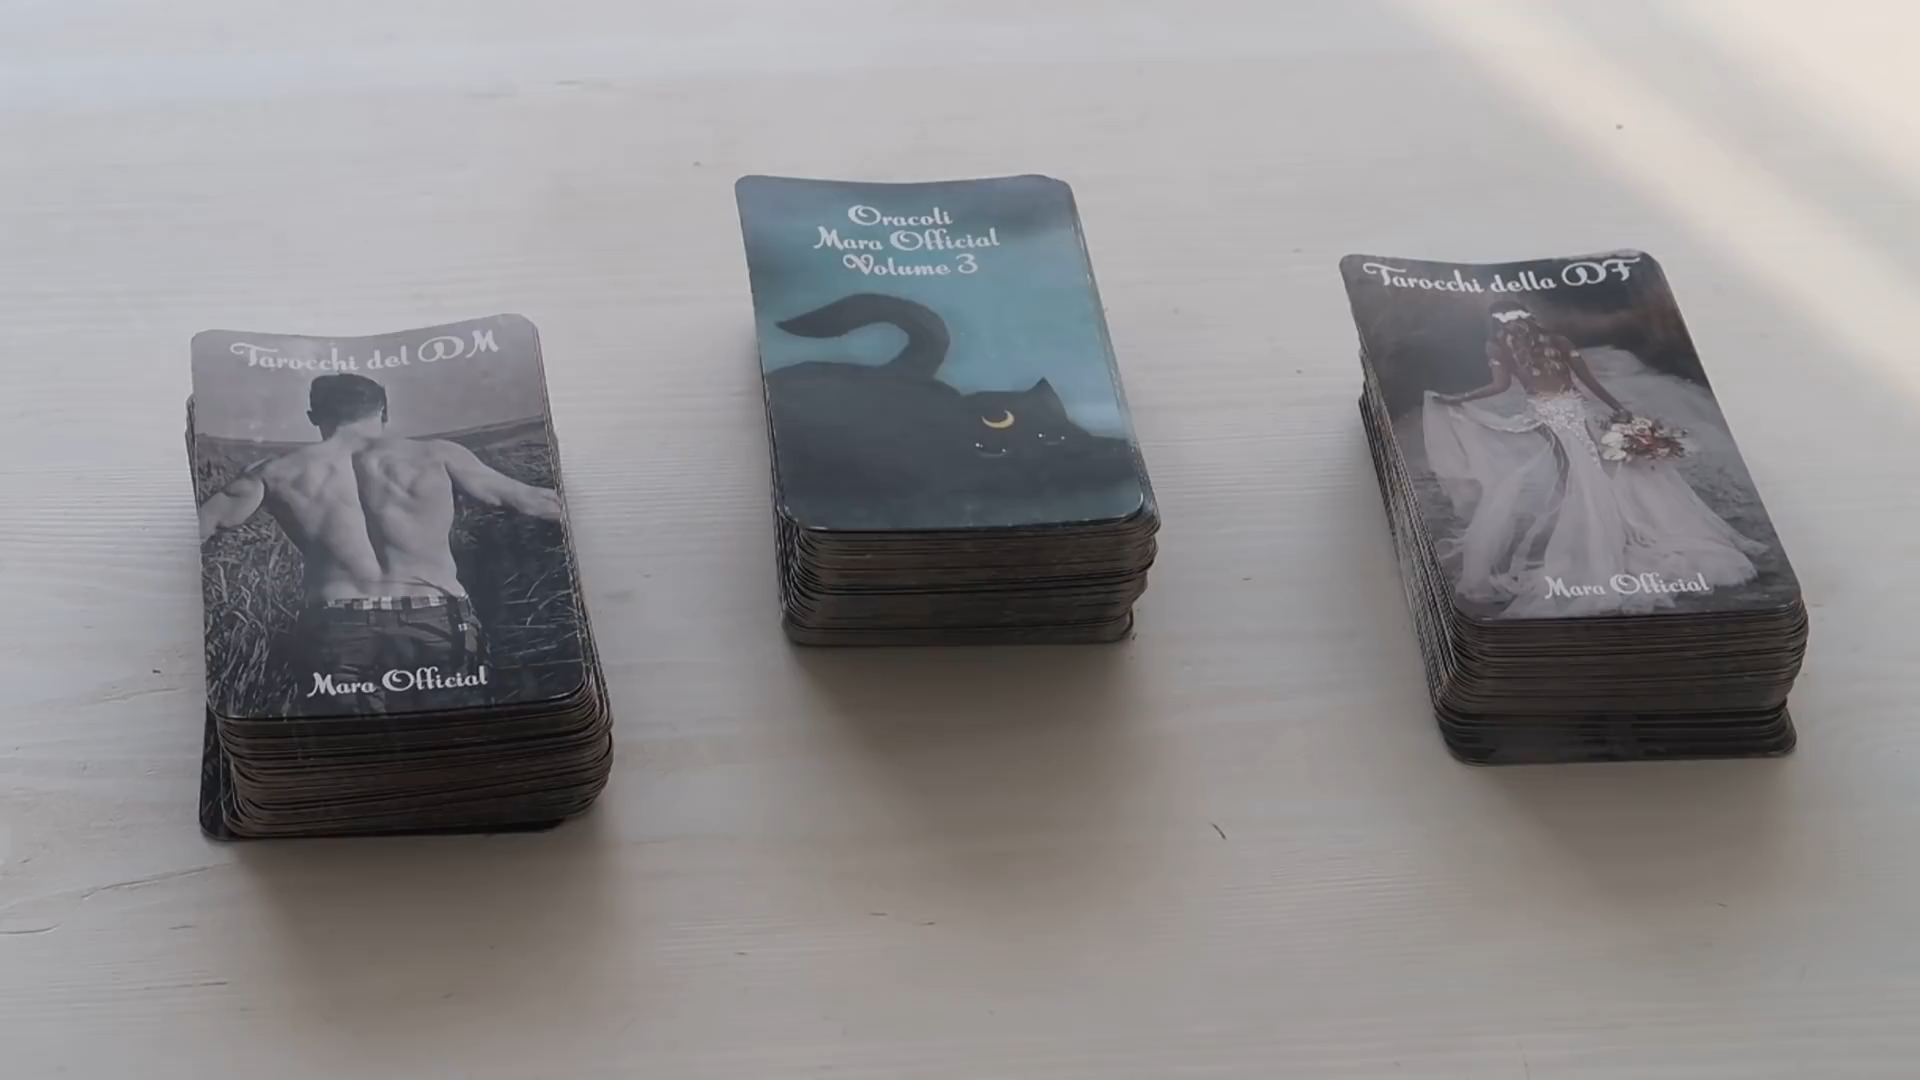 Tarocchi del DM
Mara Official
Oracoli
Mara Official
Volume 3
Tarocchi della DF
Mara Official